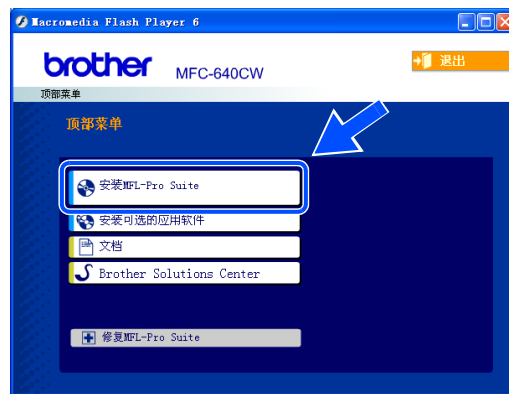 Macromedia Flash Player 6
brother MFC-640CW
退出
顶部菜单
顶部菜单
安装MFL-Pro Suite
安装可选的应用软件
文档
Brother Solutions Center
修复MFL-Pro Suite